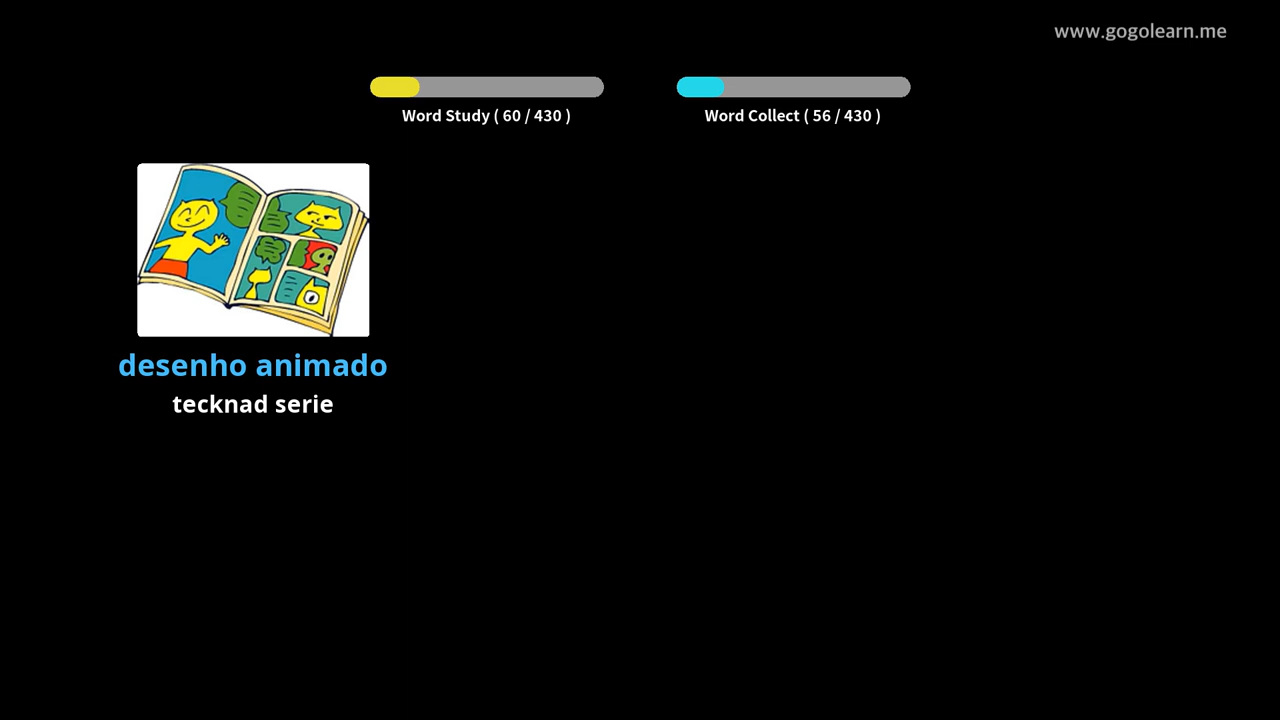 www.gogolearn.me
Word Study ( 60 / 430 )
Word Collect ( 56 / 430 )
desenho animado
tecknad serie